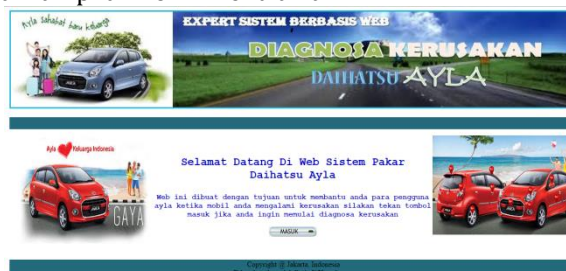 Ayla sahabat baru keluarga
EXPERT SISTEM BERBASIS WEB
DIAGNOSA KERUSAKAN
DAIHATSU AYLA
Ayla Keluarga Indonesia
GAYA
Selamat Datang Di Web Sistem Pakar
Daihatsu Ayla
Web ini dibuat dengan tujuan untuk membantu anda para pengguna
ayla ketika mobil anda mengalami kerusakan silakan tekan tombol
masuk jika anda ingin memulai diagnosa kerusakan
MASUK
Copyright @ Jakarta, Indonesia